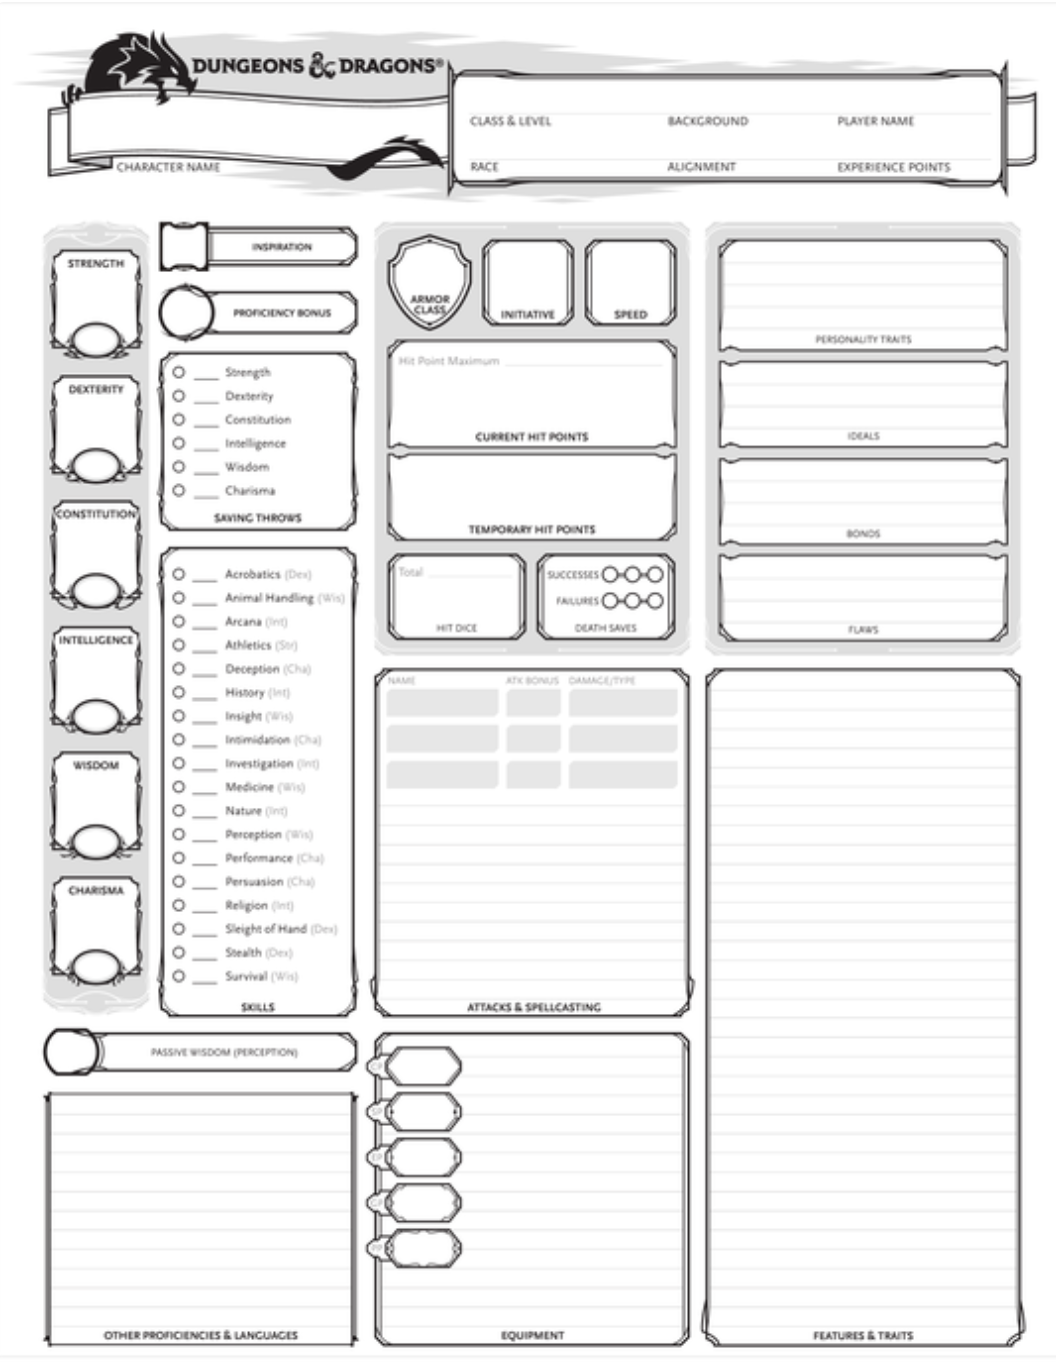 DUNGEONS & DRAGONS®
CHARACTER NAME
CLASS & LEVEL
BACKGROUND
PLAYER NAME
RACE
ALIGNMENT
EXPERIENCE POINTS
STRENGTH
DEXTERITY
CONSTITUTION
INTELLIGENCE
WISDOM
CHARISMA
INSPIRATION
PROFICIENCY BONUS
Strength
Dexterity
Constitution
Intelligence
Wisdom
Charisma
SAVING THROWS
Acrobatics (Dex)
Animal Handling (Wis)
Arcana (Int)
Athletics (Str)
Deception (Cha)
History (Int)
Insight (Wis)
Intimidation (Cha)
Investigation (Int)
Medicine (Wis)
Nature (Int)
Perception (Wis)
Performance (Cha)
Persuasion (Cha)
Religion (Int)
Sleight of Hand (Dex)
Stealth (Dex)
Survival (Wis)
SKILLS
PASSIVE WISDOM (PERCEPTION)
OTHER PROFICIENCIES & LANGUAGES
ARMOR
CLASS
INITIATIVE
SPEED
Hit Point Maximum
CURRENT HIT POINTS
TEMPORARY HIT POINTS
Total
HIT DICE
SUCCESSES
FAILURES
DEATH SAVES
NAME
ATK BONUS
DAMAGE/TYPE
ATTACKS & SPELLCASTING
CP
SP
EP
GP
PP
EQUIPMENT
PERSONALITY TRAITS
IDEALS
BONDS
FLAWS
FEATURES & TRAITS